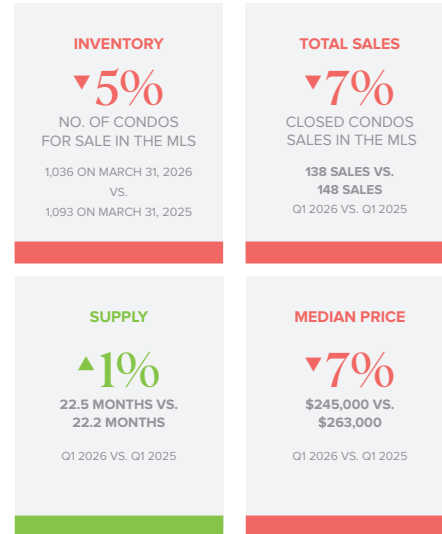 INVENTORY
▼5%
NO. OF CONDOS
FOR SALE IN THE MLS
1,036 ON MARCH 31, 2026
VS.
1,093 ON MARCH 31, 2025
TOTAL SALES
▼7%
CLOSED CONDOS
SALES IN THE MLS
138 SALES VS.
148 SALES
Q1 2026 VS. Q1 2025
SUPPLY
▲1%
22.5 MONTHS VS.
22.2 MONTHS
Q1 2026 VS. Q1 2025
MEDIAN PRICE
▼7%
$245,000 VS.
$263,000
Q1 2026 VS. Q1 2025